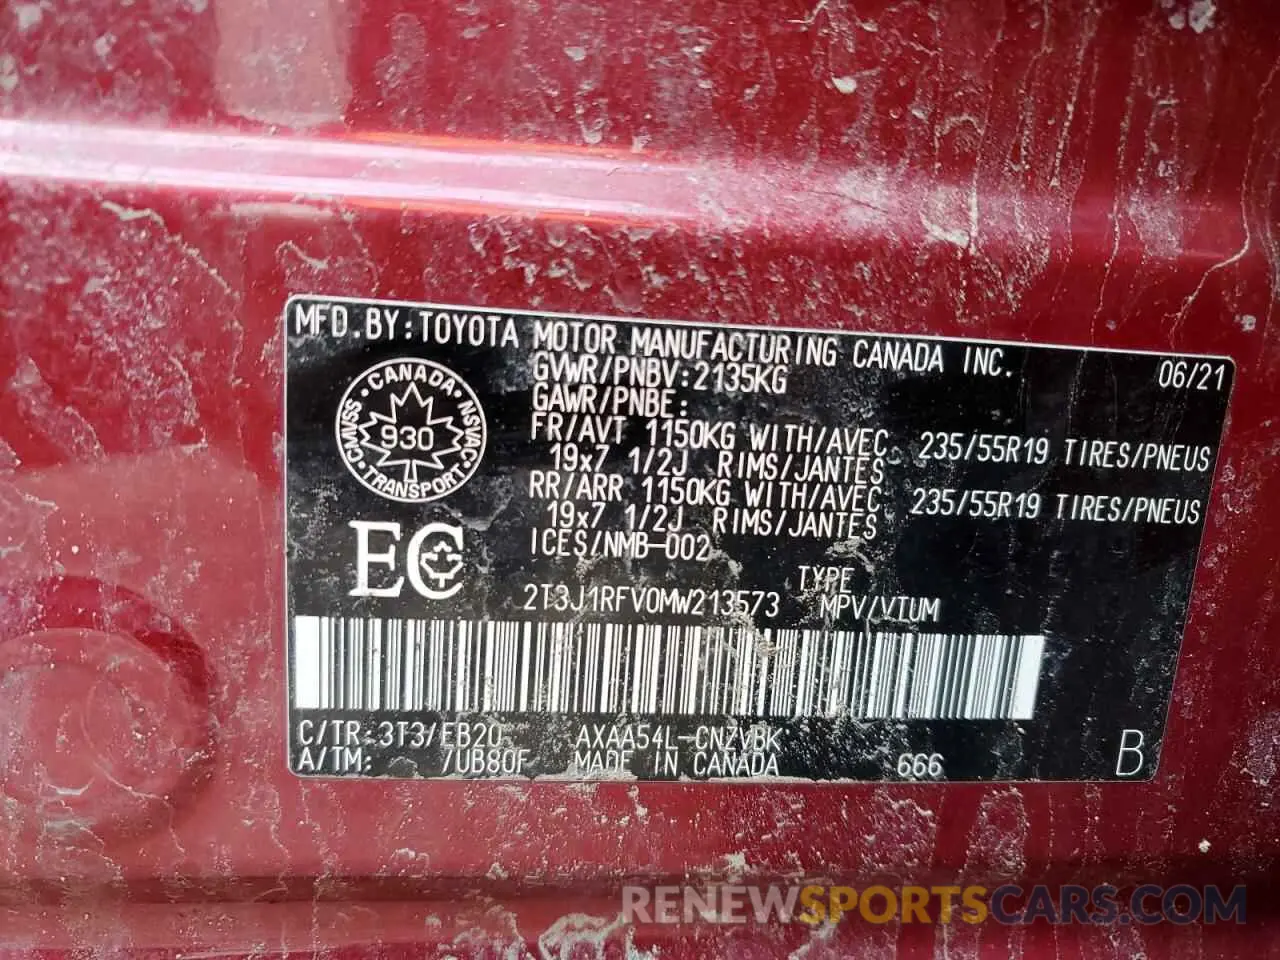 MFD.BY:TOYOTA MOTOR MANUFACTURING CANADA INC. 06/21
GVWR/PNBV:2135KG
GAWR/PNBE:
FR/AVT 1150KG WITH/AVEC 235/55R19 TIRES/PNEUS
19x7 1/2J RIMS/JANTES
RR/ARR 1150KG WITH/AVEC 235/55R19 TIRES/PNEUS
19x7 1/2J RIMS/JANTES
ICES/NMB-002
CMVSS · CANADA · NSVAC · TRANSPORT ·
930
EC
TYPE
2T3J1RFV0MW213573 MPV/VTUM
C/TR:3T3/EB20 AXAA54L-CNZVBK
A/TM: /UB80F MADE IN CANADA 666 B
RENEWSPORTSCARS.COM